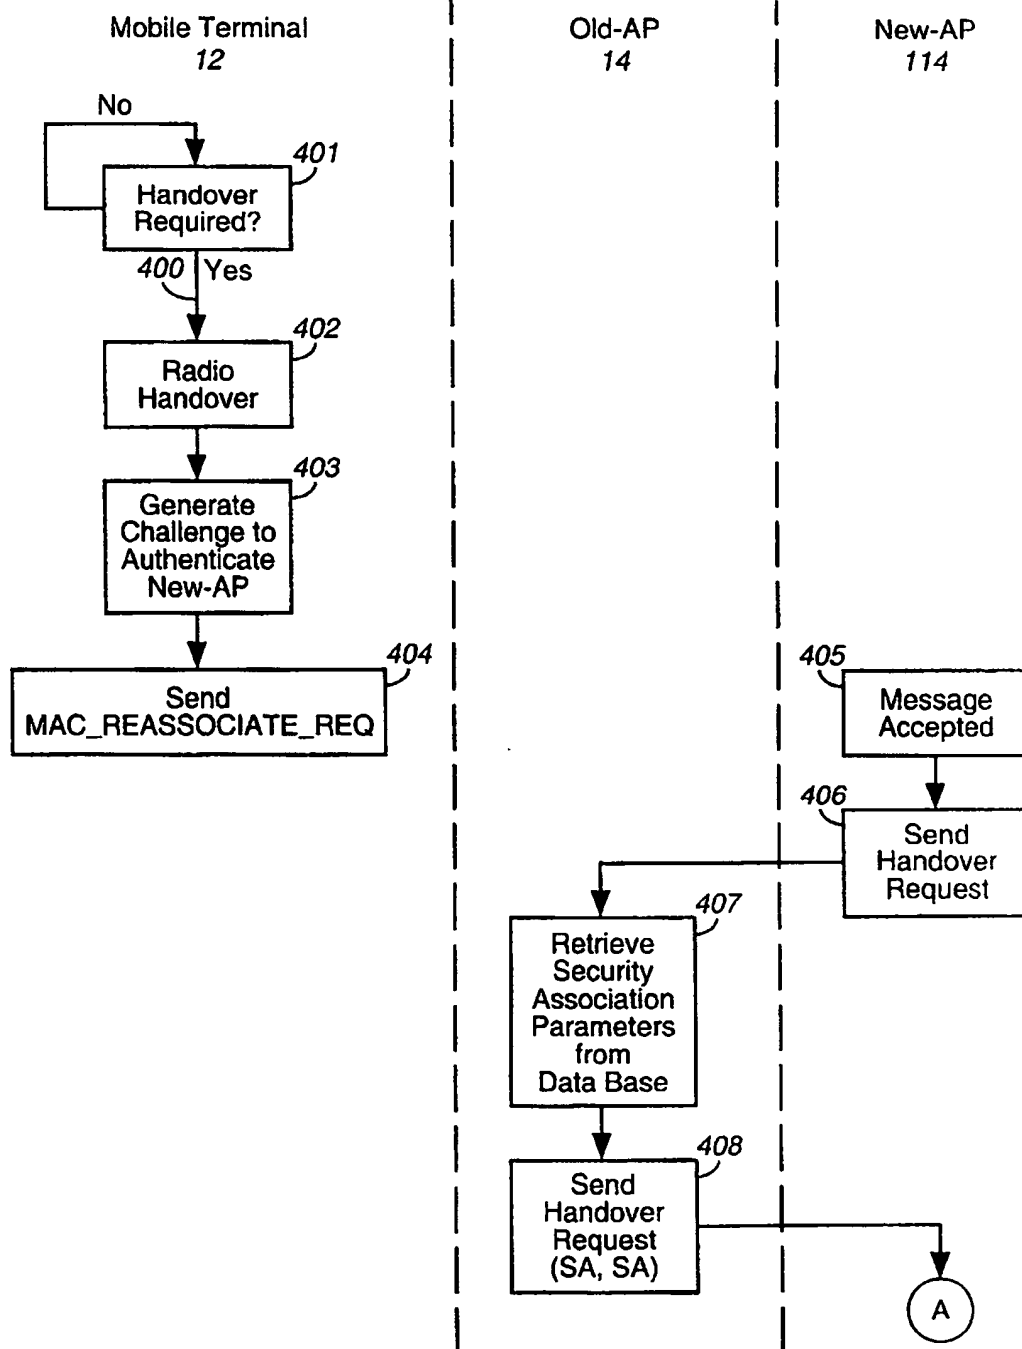 Mobile Terminal
12
Old-AP
14
New-AP
114
No
401
Handover
Required?
400
Yes
402
Radio
Handover
403
Generate
Challenge to
Authenticate
New-AP
404
Send
MAC_REASSOCIATE_REQ
405
Message
Accepted
406
Send
Handover
Request
407
Retrieve
Security
Association
Parameters
from
Data Base
408
Send
Handover
Request
(SA, SA)
A